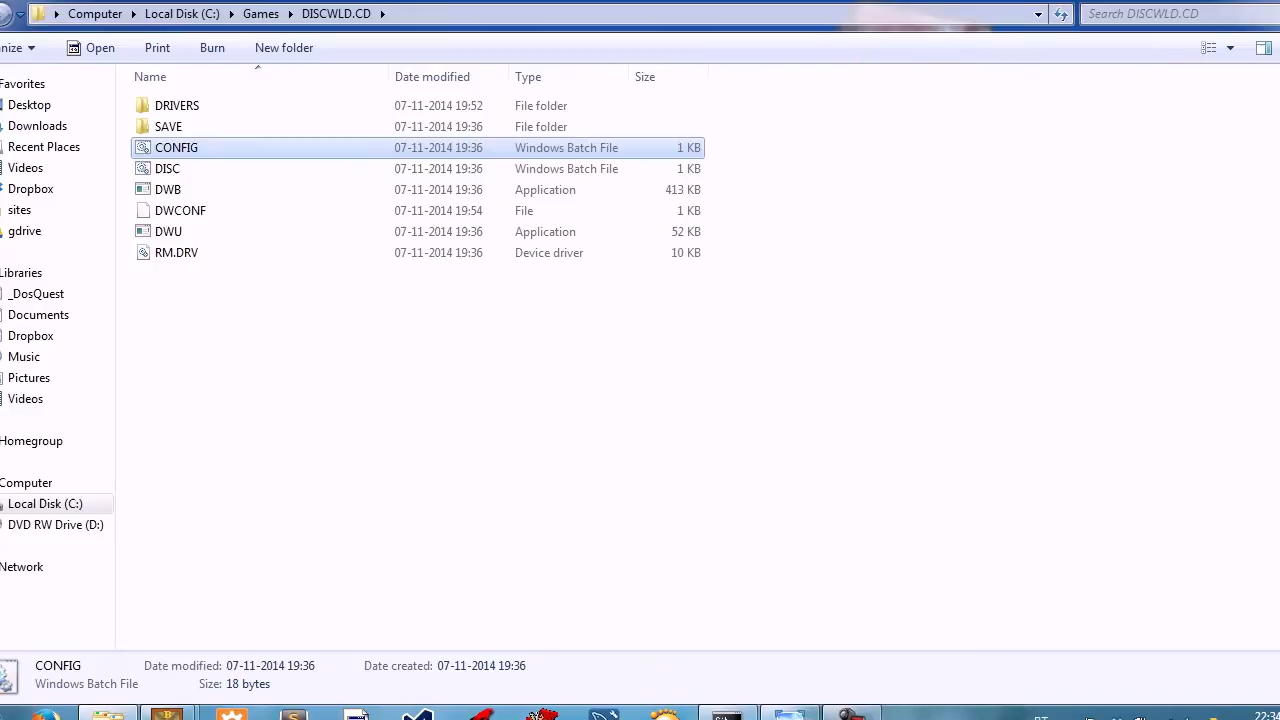 Computer Local Disk (C:) Games DISCWLD.CD Search DISCWLD.CD
nize Open Print Burn New folder
Name Date modified Type Size
Favorites
Desktop
Downloads
Recent Places
Videos
Dropbox
sites
gdrive
Libraries
_DosQuest
Documents
Dropbox
Music
Pictures
Videos
Homegroup
Computer
Local Disk (C:)
DVD RW Drive (D:)
Network
DRIVERS 07-11-2014 19:52 File folder
SAVE 07-11-2014 19:36 File folder
CONFIG 07-11-2014 19:36 Windows Batch File 1 KB
DISC 07-11-2014 19:36 Windows Batch File 1 KB
DWB 07-11-2014 19:36 Application 413 KB
DWCONF 07-11-2014 19:54 File 1 KB
DWU 07-11-2014 19:36 Application 52 KB
RM.DRV 07-11-2014 19:36 Device driver 10 KB
CONFIG Date modified: 07-11-2014 19:36 Date created: 07-11-2014 19:36
Windows Batch File Size: 18 bytes